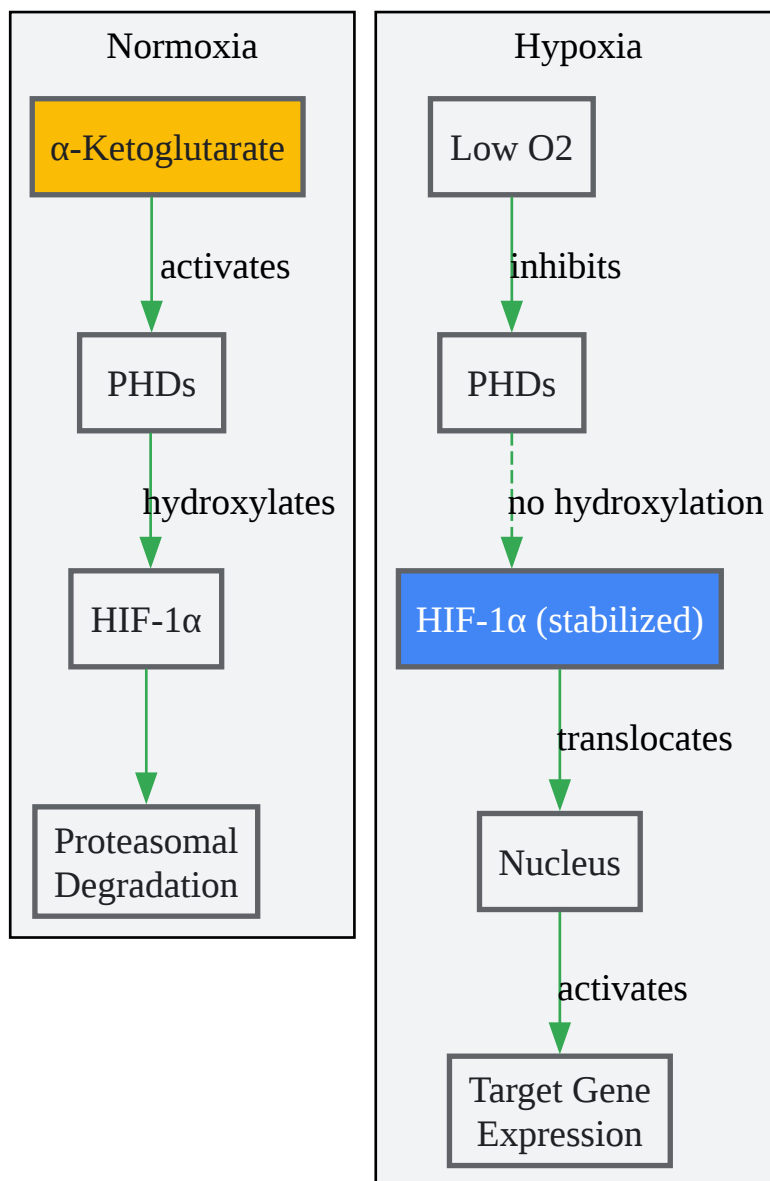 Normoxia
α-Ketoglutarate
activates
PHDs
hydroxylates
HIF-1α
Proteasomal
Degradation
Hypoxia
Low O2
inhibits
PHDs
no hydroxylation
HIF-1α (stabilized)
translocates
Nucleus
activates
Target Gene
Expression